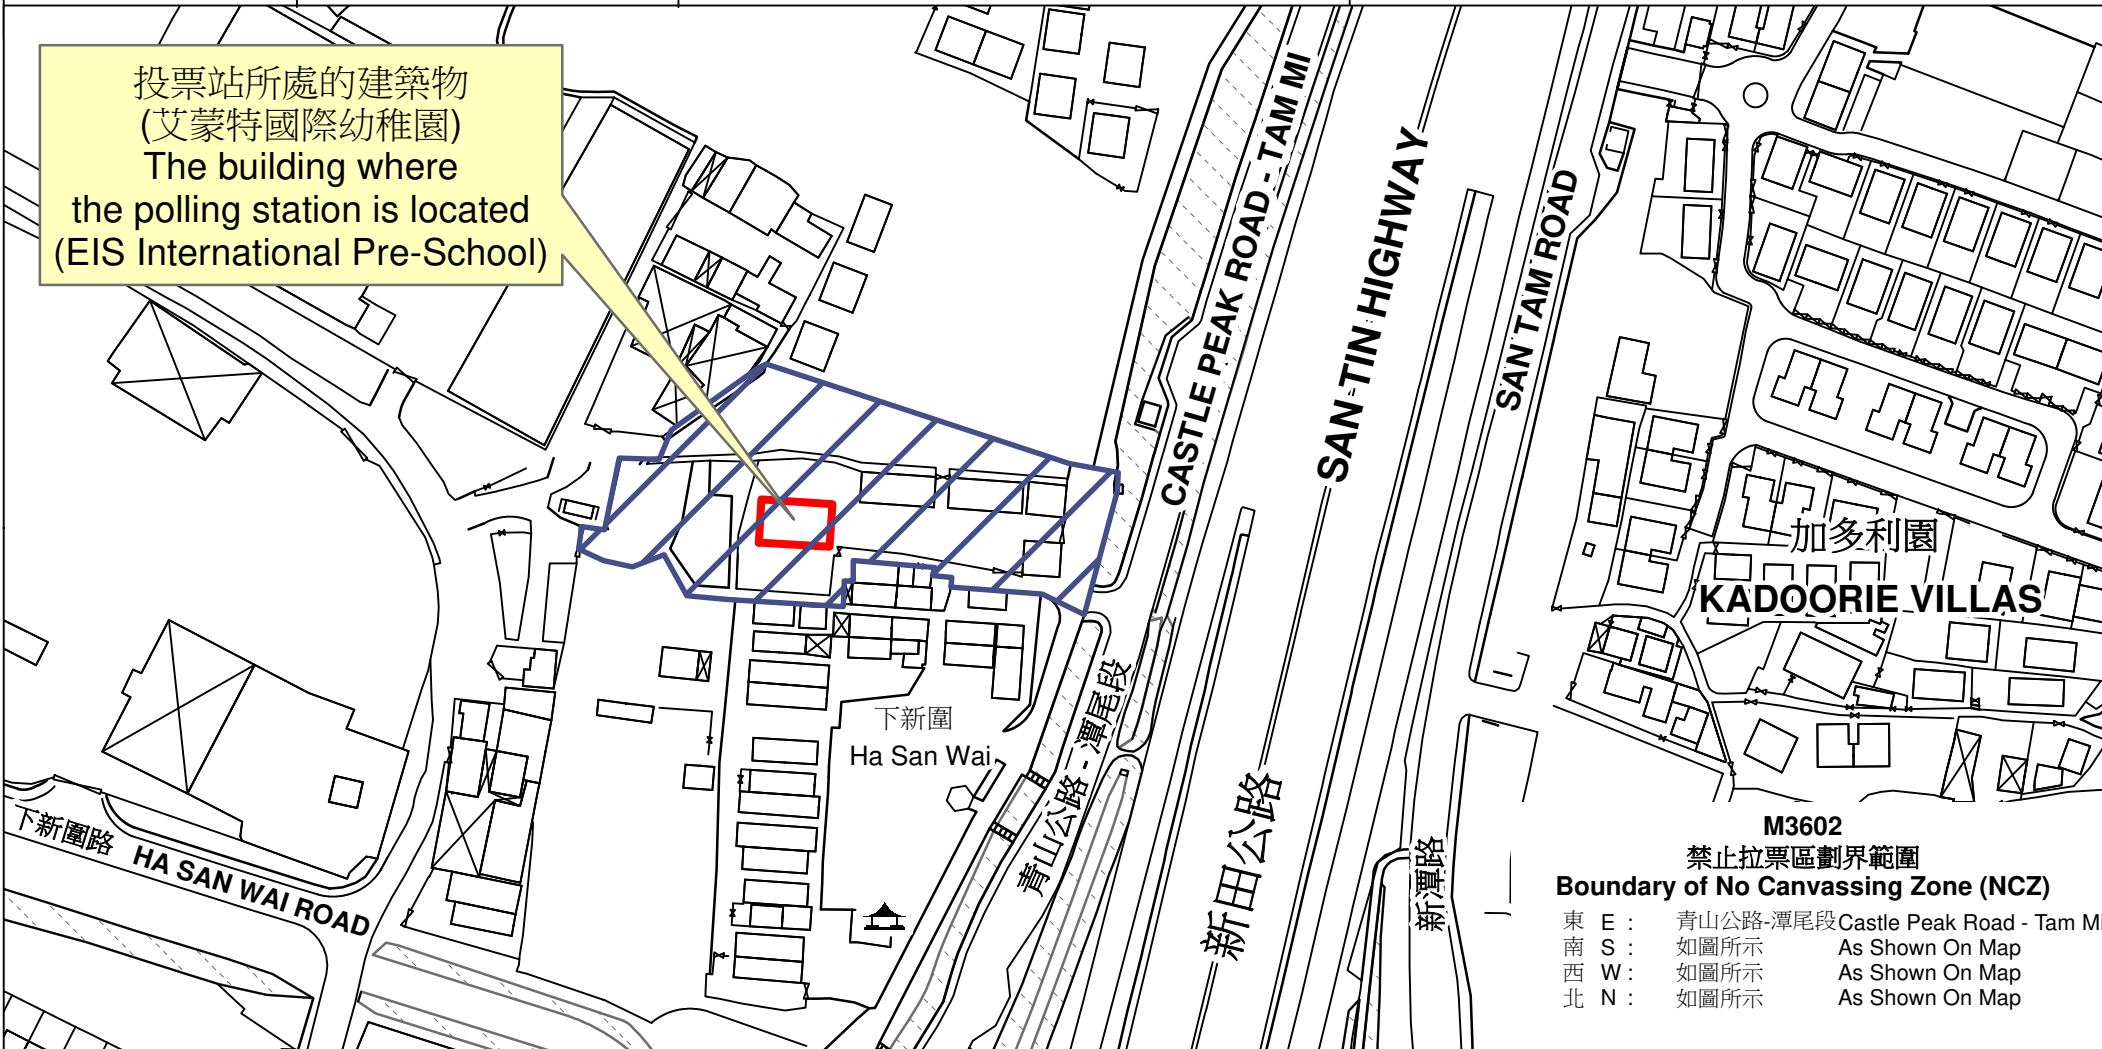 投票站所處的建築物
(艾蒙特國際幼稚園)
The building where
the polling station is located
(EIS International Pre-School)
CASTLE PEAK ROAD - TAM MI
SAN TIN HIGHWAY
SAN TAM ROAD
加多利園
KADOORIE VILLAS
下新圍
Ha San Wai
青山公路 - 潭尾段
新田公路
新潭路
下新圍路 HA SAN WAI ROAD
M3602
禁止拉票區劃界範圍
Boundary of No Canvassing Zone (NCZ)
東 E : 青山公路-潭尾段 Castle Peak Road - Tam Mi
南 S : 如圖所示 As Shown On Map
西 W : 如圖所示 As Shown On Map
北 N : 如圖所示 As Shown On Map